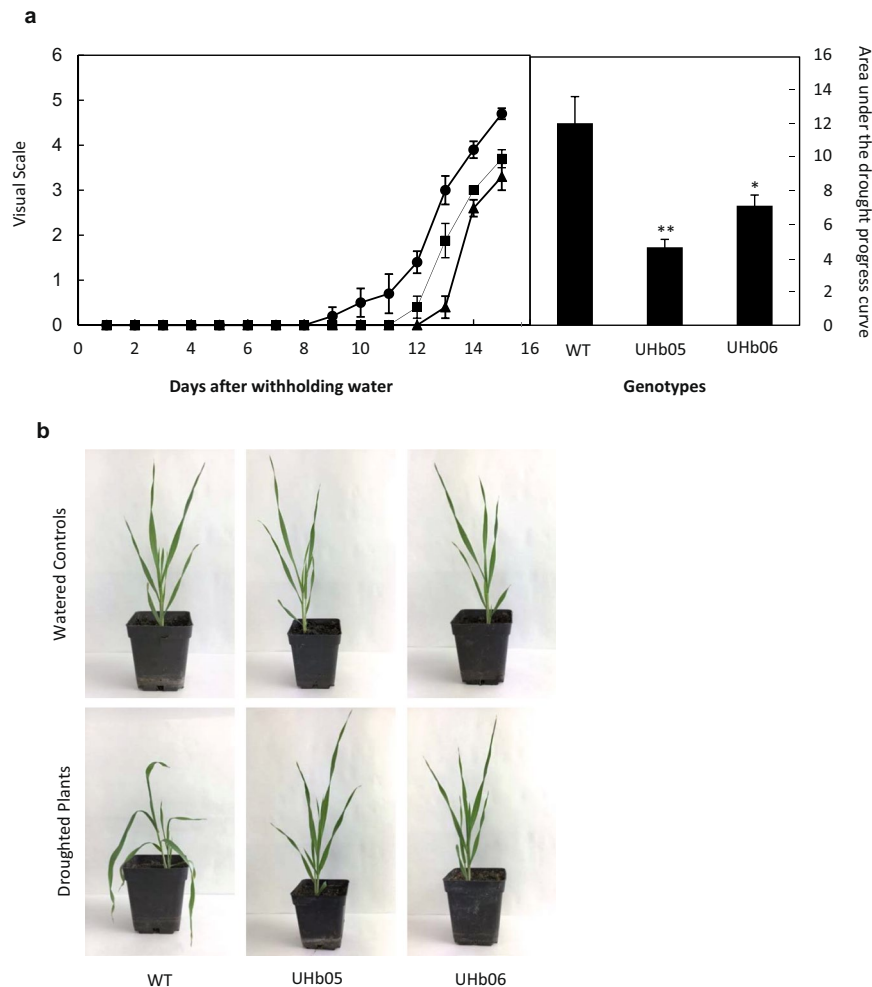 a
6
5
4
3
2
1
0
Visual Scale
0 2 4 6 8 10 12 14 16
Days after withholding water
**
*
16
14
12
10
8
6
4
2
0
Area under the drought progress curve
WT UHb05 UHb06
Genotypes
b
Watered Controls
Droughted Plants
WT UHb05 UHb06